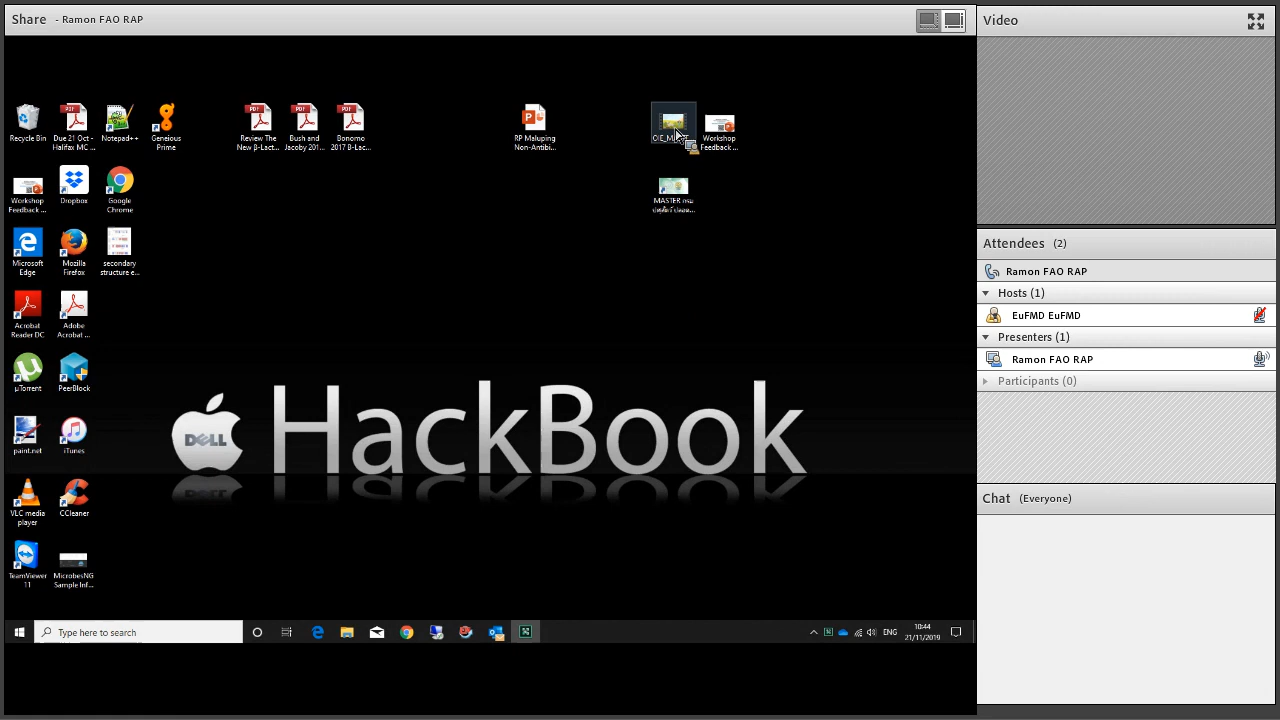 Share - Ramon FAO RAP
Video
Recycle Bin
Due 21 Oct - Halifax MC ...
Notepad++
Geneious Prime
Review The New β-Lact...
Bush and Jacoby 201...
Bonomo 2017 B-Lac...
RP Maluping Non-Antibi...
Workshop Feedback ...
Workshop Feedback ...
Dropbox
Google Chrome
MASTER กรม
Microsoft Edge
Mozilla Firefox
secondary structure e...
Acrobat Reader DC
Adobe Acrobat ...
µTorrent
PeerBlock
paint.net
iTunes
DELL
HackBook
VLC media player
CCleaner
TeamViewer 11
MicrobesNG Sample Inf...
Type here to search
ENG
10:44
21/11/2019
Attendees (2)
Ramon FAO RAP
Hosts (1)
EuFMD EuFMD
Presenters (1)
Ramon FAO RAP
Participants (0)
Chat (Everyone)